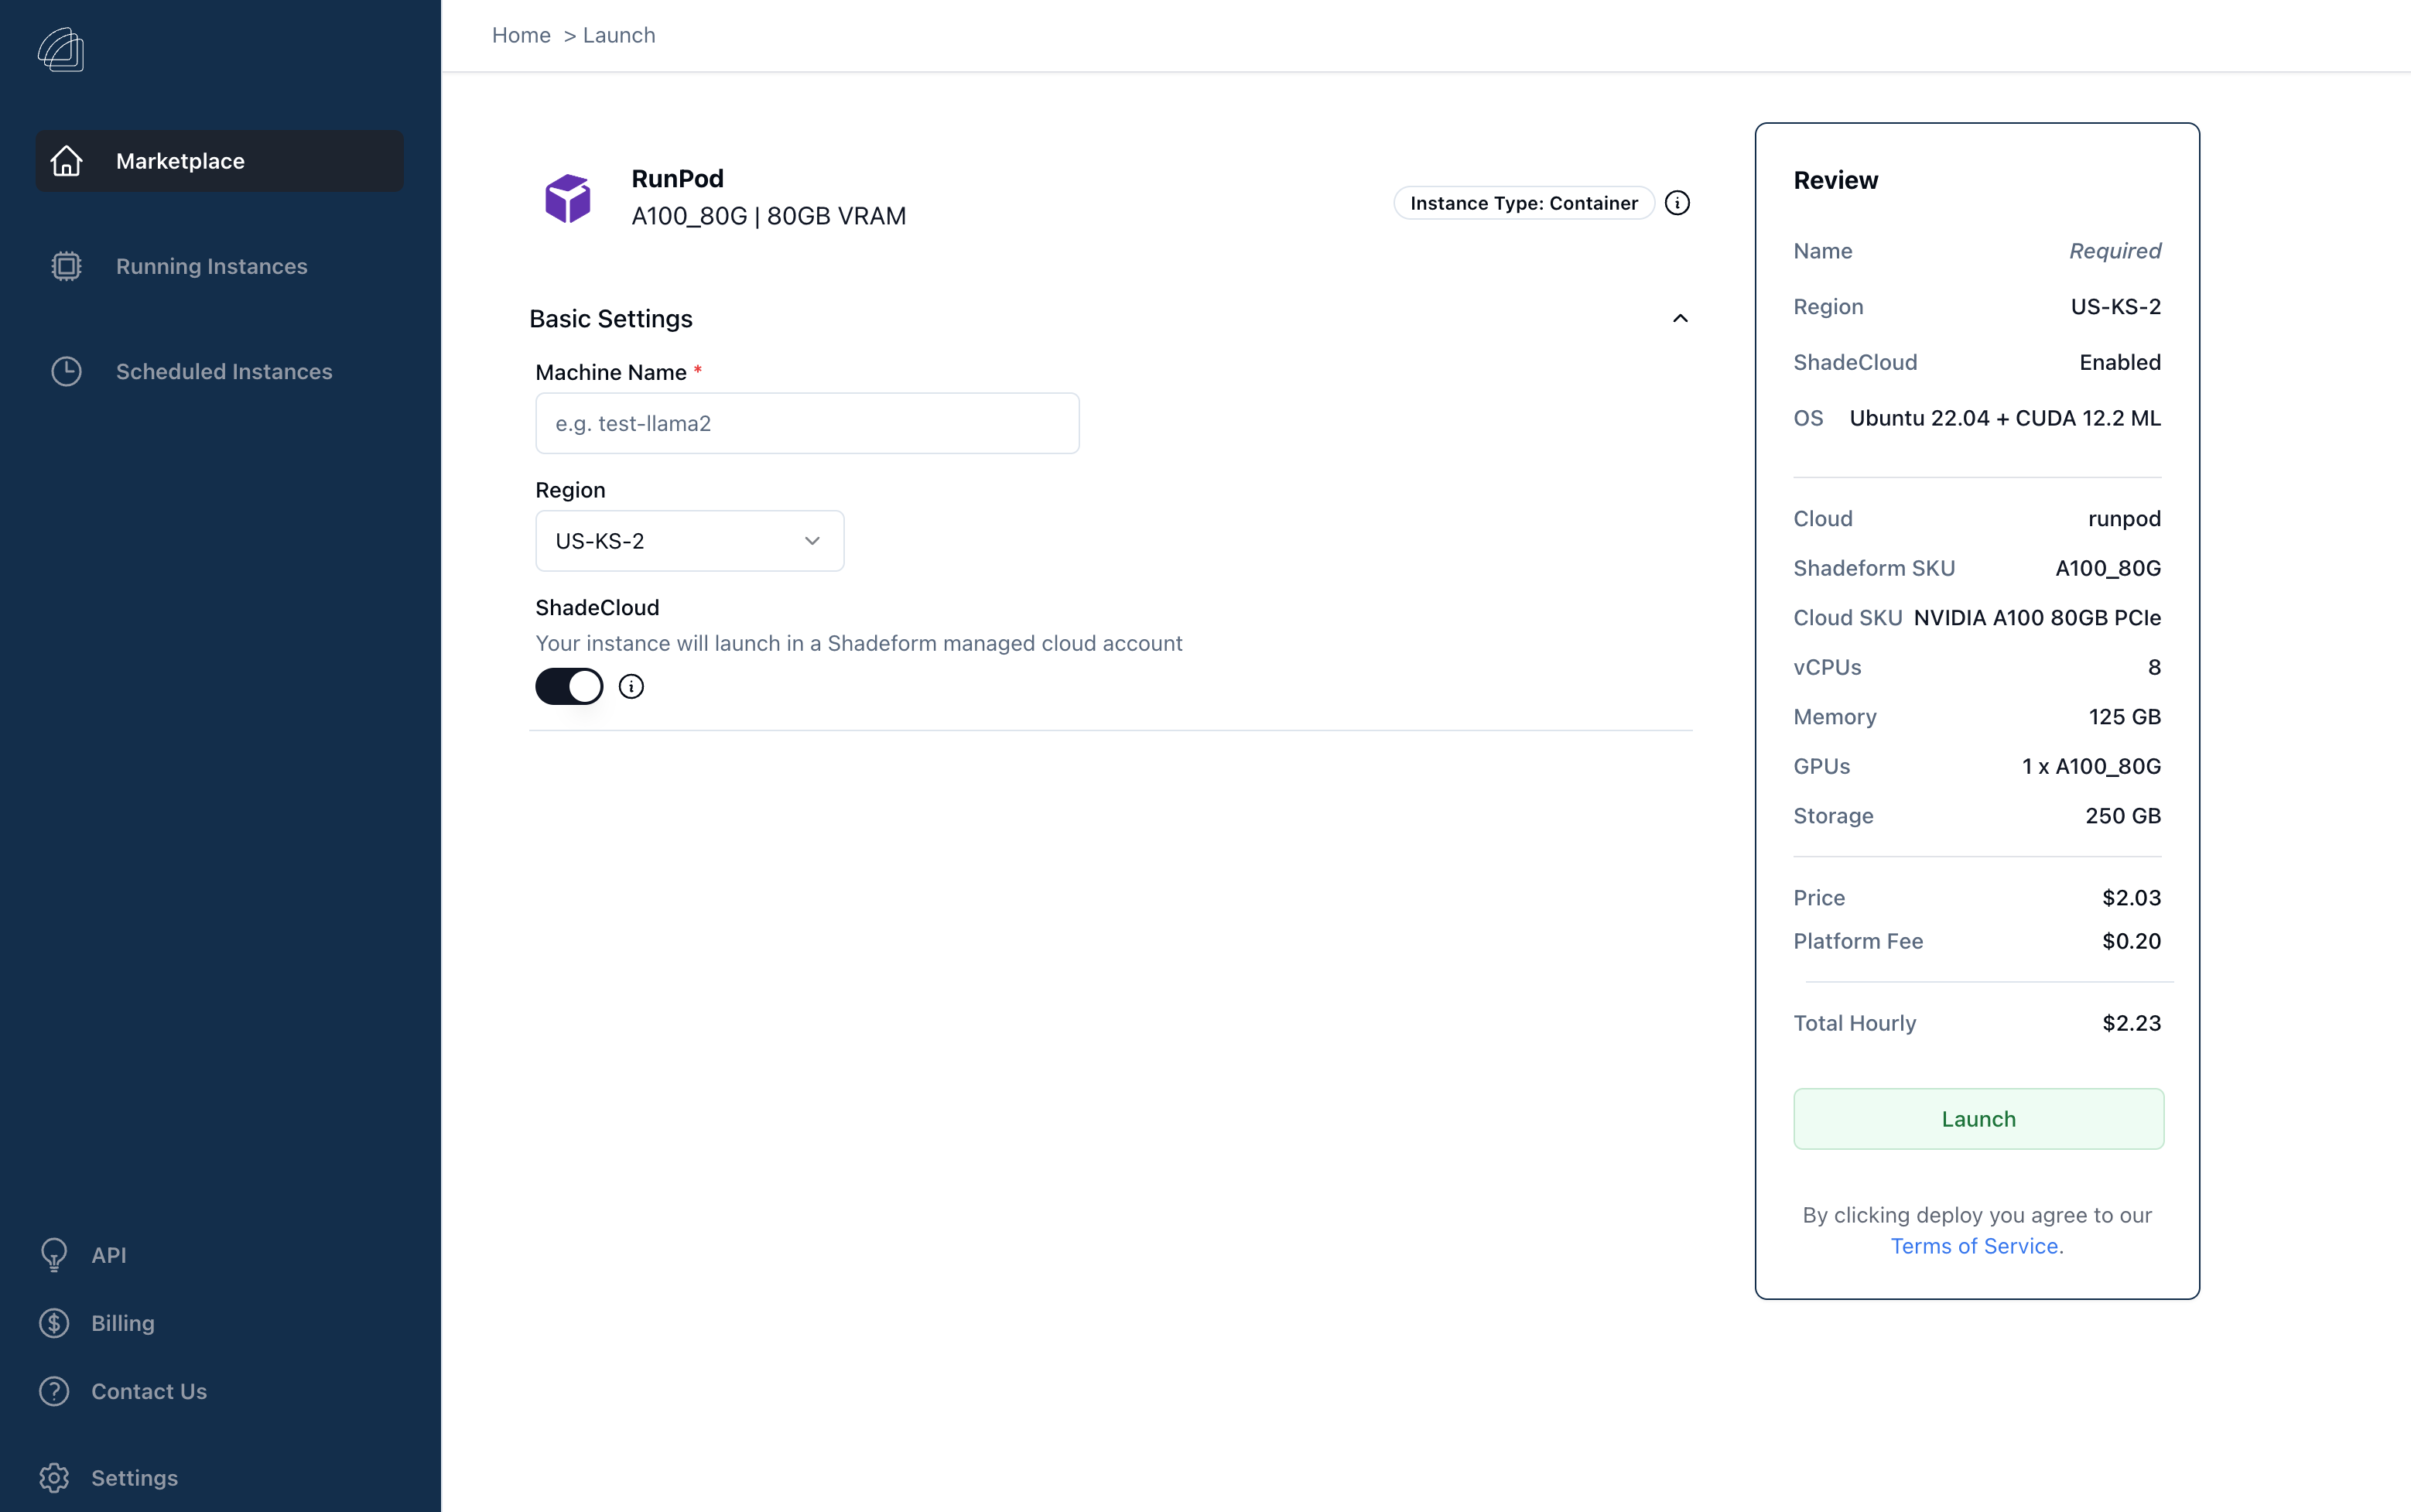 Home > Launch
Marketplace
Running Instances
Scheduled Instances
API
Billing
Contact Us
Settings
RunPod
A100_80G | 80GB VRAM
Instance Type: Container
Basic Settings
Machine Name *
e.g. test-llama2
Region
US-KS-2
ShadeCloud
Your instance will launch in a Shadeform managed cloud account
Review
Name Required
Region US-KS-2
ShadeCloud Enabled
OS Ubuntu 22.04 + CUDA 12.2 ML
Cloud runpod
Shadeform SKU A100_80G
Cloud SKU NVIDIA A100 80GB PCIe
vCPUs 8
Memory 125 GB
GPUs 1 x A100_80G
Storage 250 GB
Price $2.03
Platform Fee $0.20
Total Hourly $2.23
Launch
By clicking deploy you agree to our
Terms of Service.